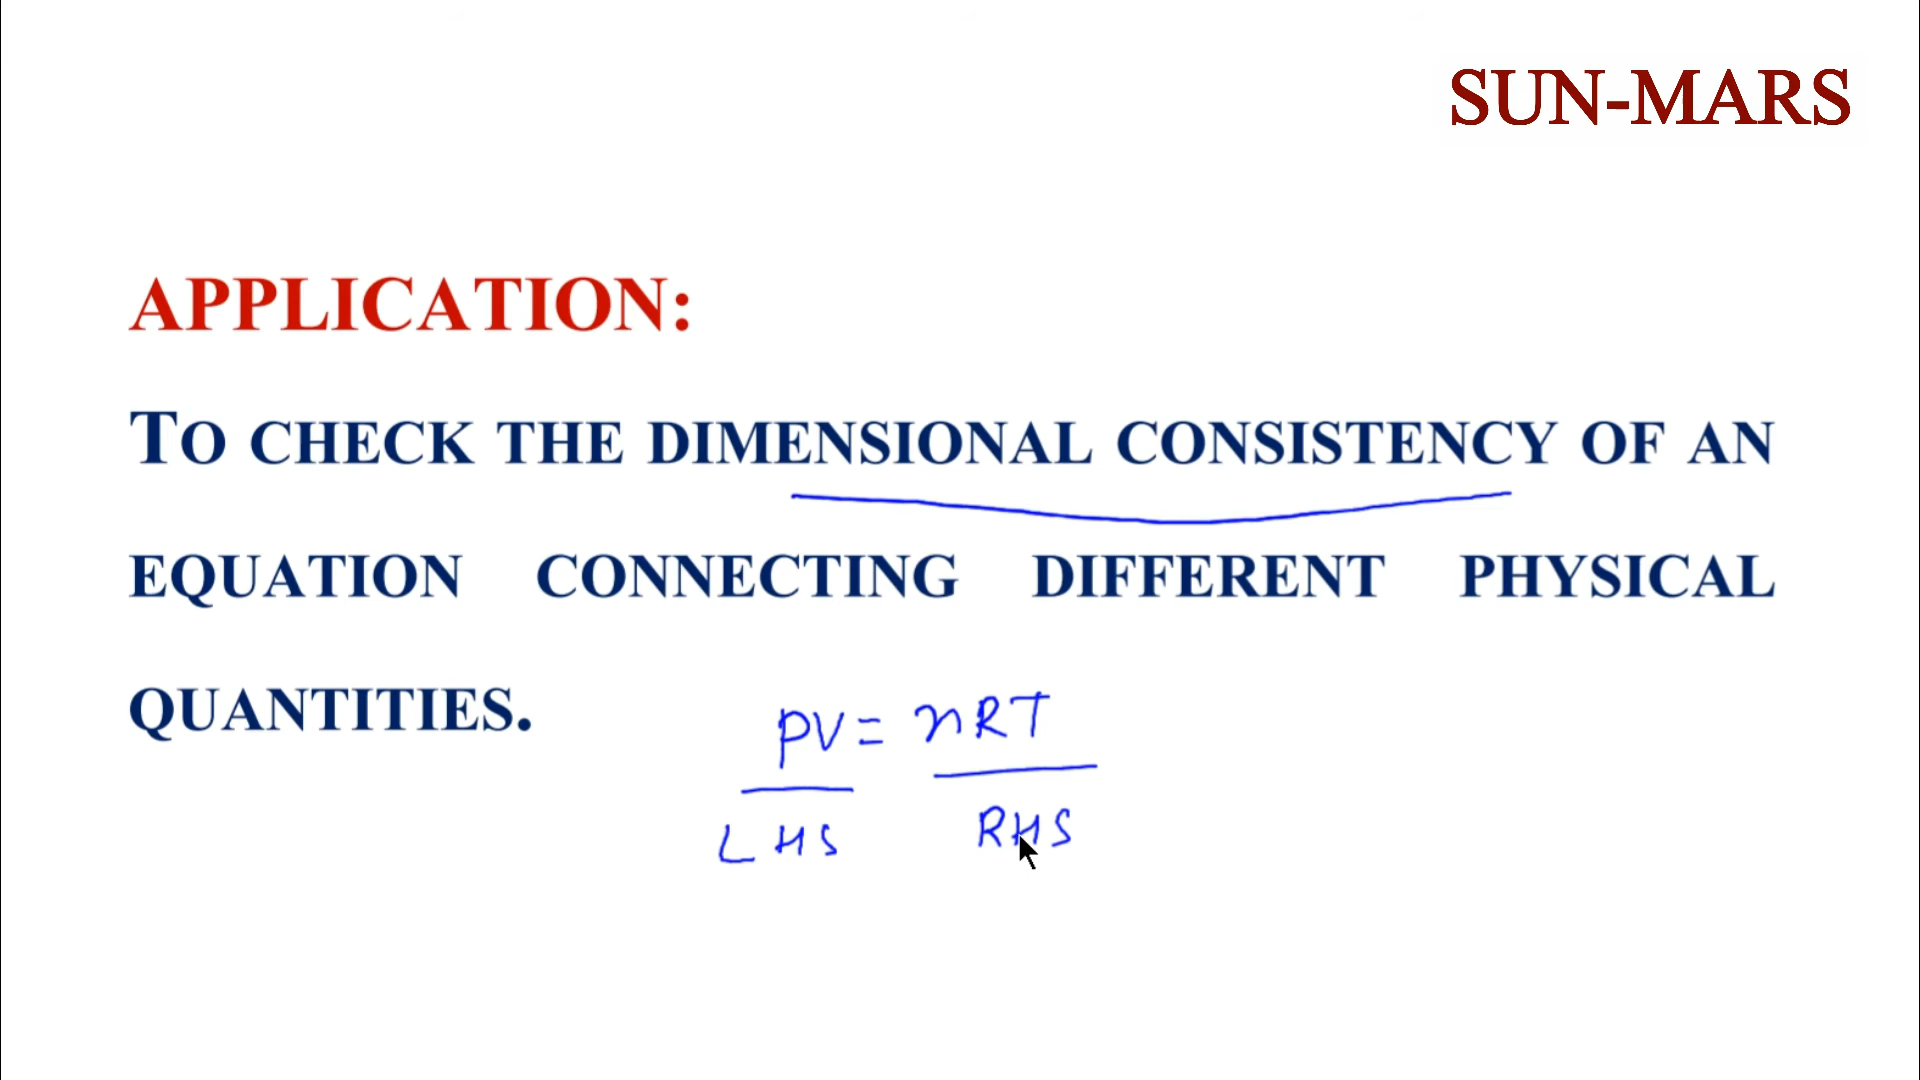 SUN-MARS
APPLICATION:
TO CHECK THE DIMENSIONAL CONSISTENCY OF AN
EQUATION CONNECTING DIFFERENT PHYSICAL
QUANTITIES.
PV = nRT
LHS RHS